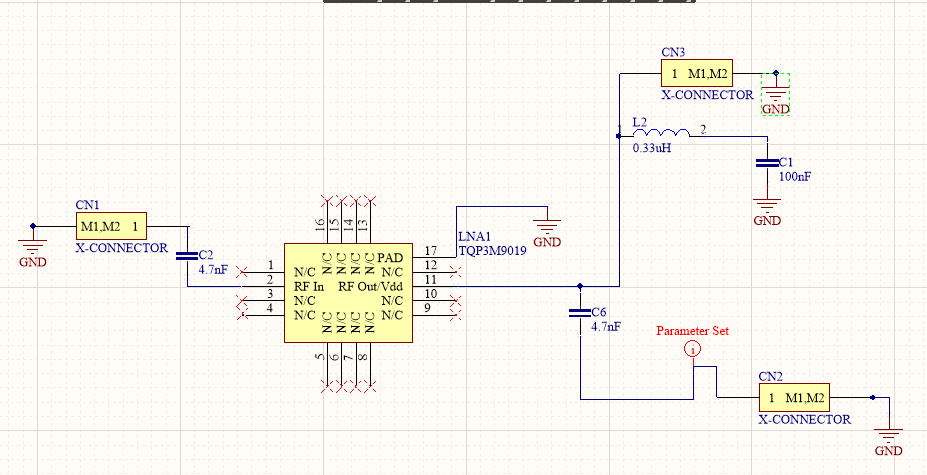 CN3
1 M1,M2
X-CONNECTOR
GND
1
L2
2
0.33uH
C1
100nF
GND
CN1
M1,M2 1
X-CONNECTOR
GND
C2
4.7nF
16
15
14
13
N/C
N/C
N/C
N/C
PAD
17
LNA1
TQP3M9019
GND
1
N/C
N/C
12
2
RF In
RF Out/Vdd
11
3
N/C
N/C
10
4
N/C
N/C
9
N/C
N/C
N/C
N/C
5
6
7
8
C6
4.7nF
Parameter Set
1
CN2
1 M1,M2
X-CONNECTOR
GND